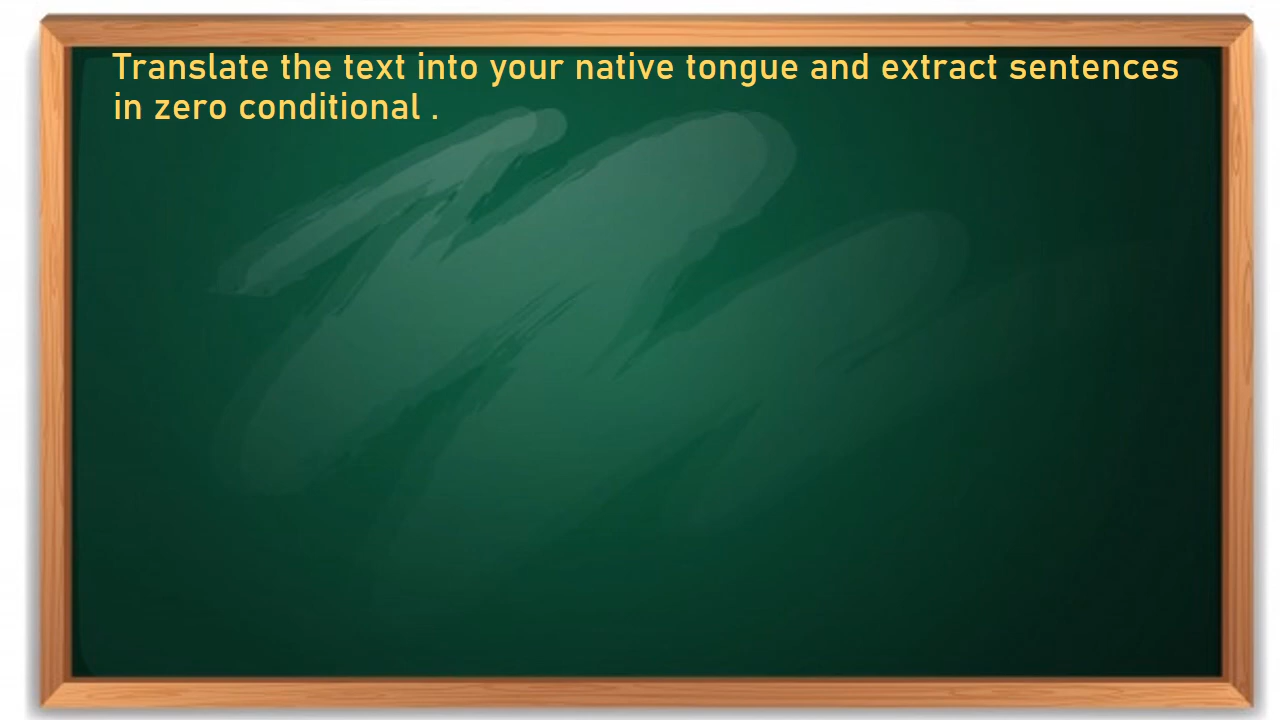 Translate the text into your native tongue and extract sentences
in zero conditional .